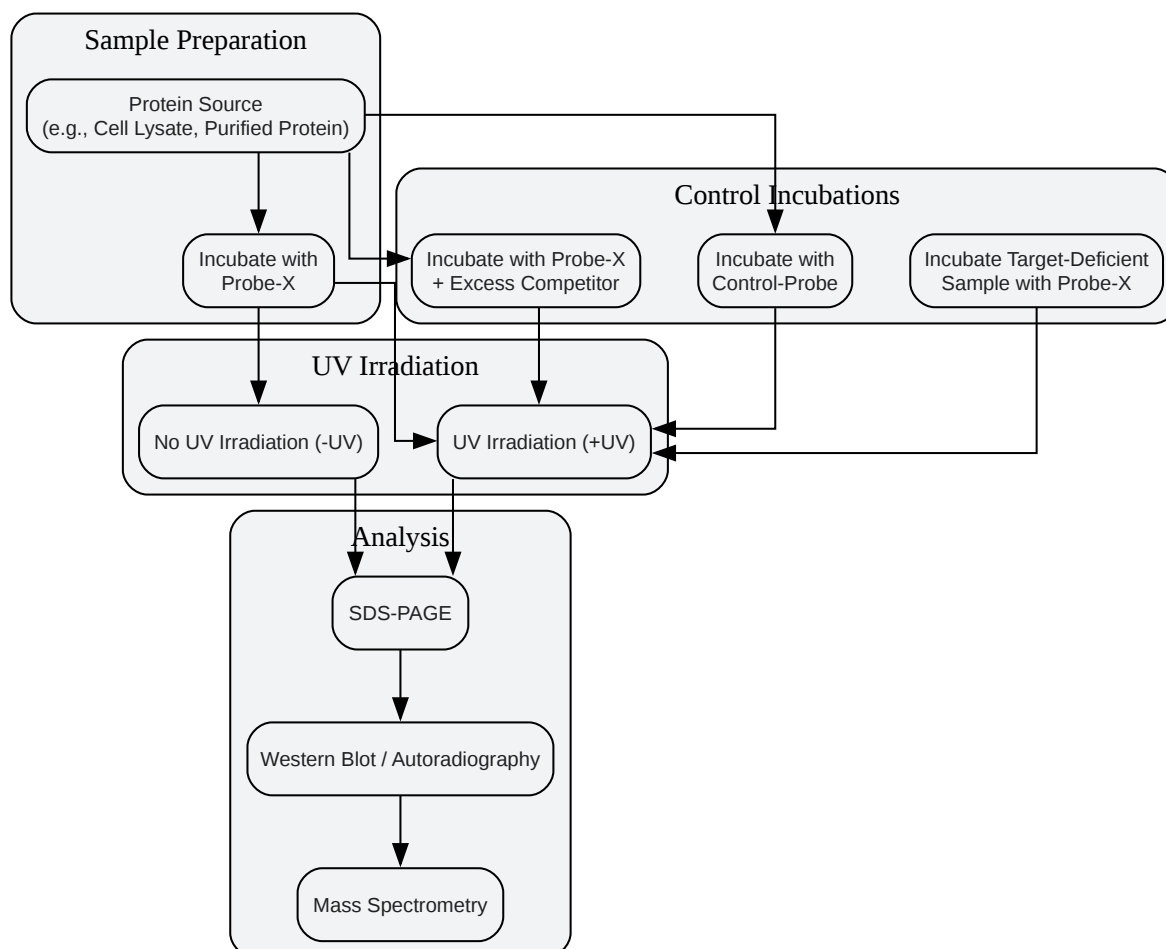 Sample Preparation
Protein Source
(e.g., Cell Lysate, Purified Protein)
Control Incubations
Incubate with
Probe-X
Incubate with Probe-X
+ Excess Competitor
Incubate with
Control-Probe
Incubate Target-Deficient
Sample with Probe-X
UV Irradiation
No UV Irradiation (-UV)
UV Irradiation (+UV)
Analysis
SDS-PAGE
Western Blot / Autoradiography
Mass Spectrometry